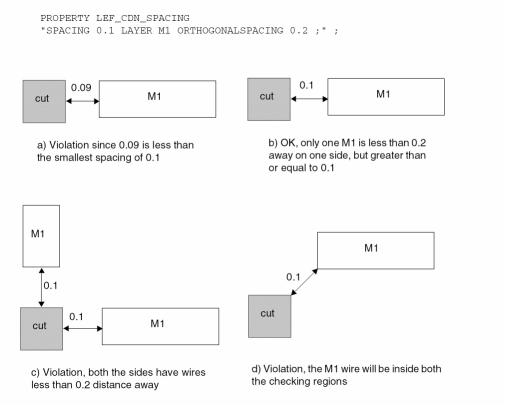 PROPERTY LEF_CDN_SPACING
"SPACING 0.1 LAYER M1 ORTHOGONALSPACING 0.2 ;" ;
cut
0.09
M1
a) Violation since 0.09 is less than
the smallest spacing of 0.1
cut
0.1
M1
b) OK, only one M1 is less than 0.2
away on one side, but greater than
or equal to 0.1
M1
0.1
cut
0.1
M1
c) Violation, both the sides have wires
less than 0.2 distance away
M1
0.1
cut
d) Violation, the M1 wire will be inside both
the checking regions